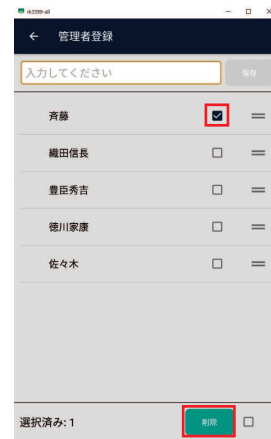 rk3399-all
管理者登録
入力してください
保存
斉藤
織田信長
豊臣秀吉
徳川家康
佐々木
選択済み: 1
削除